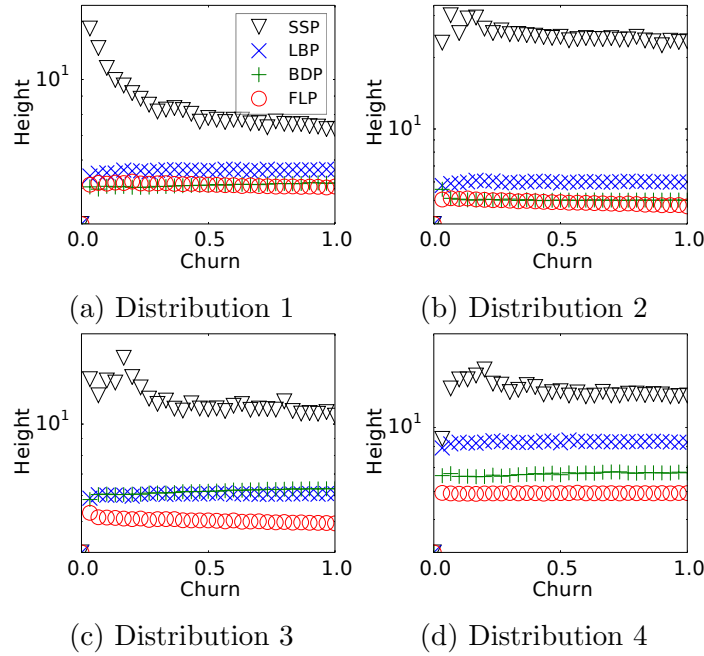 SSP
LBP
BDP
FLP
10^1
Height
0.0 0.5 1.0
Churn
(a) Distribution 1
10^1
Height
0.0 0.5 1.0
Churn
(b) Distribution 2
10^1
Height
0.0 0.5 1.0
Churn
(c) Distribution 3
10^1
Height
0.0 0.5 1.0
Churn
(d) Distribution 4